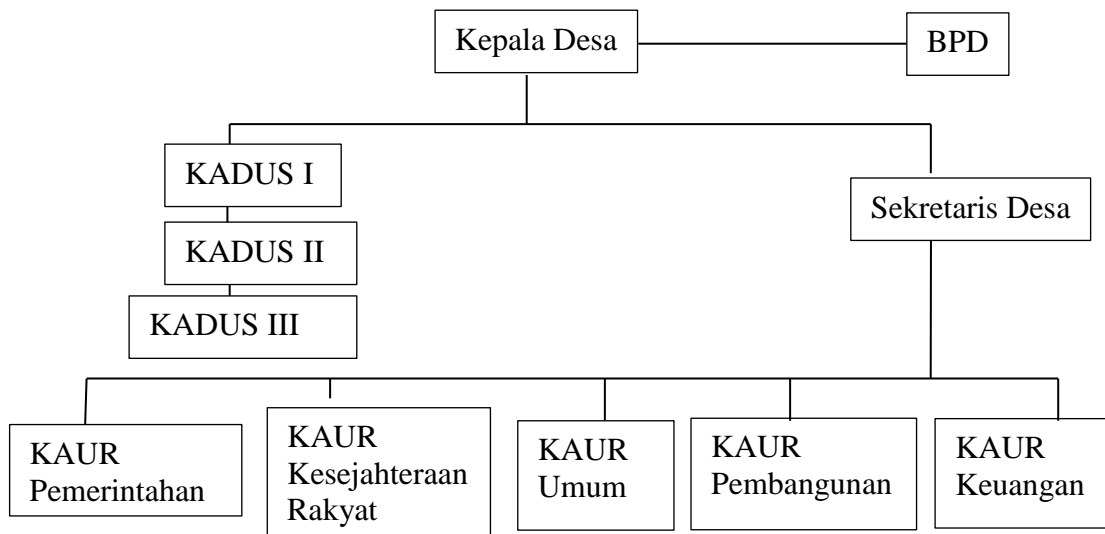 Kepala Desa
BPD
KADUS I
Sekretaris Desa
KADUS II
KADUS III
KAUR
Pemerintahan
KAUR
Kesejahteraan
Rakyat
KAUR
Umum
KAUR
Pembangunan
KAUR
Keuangan